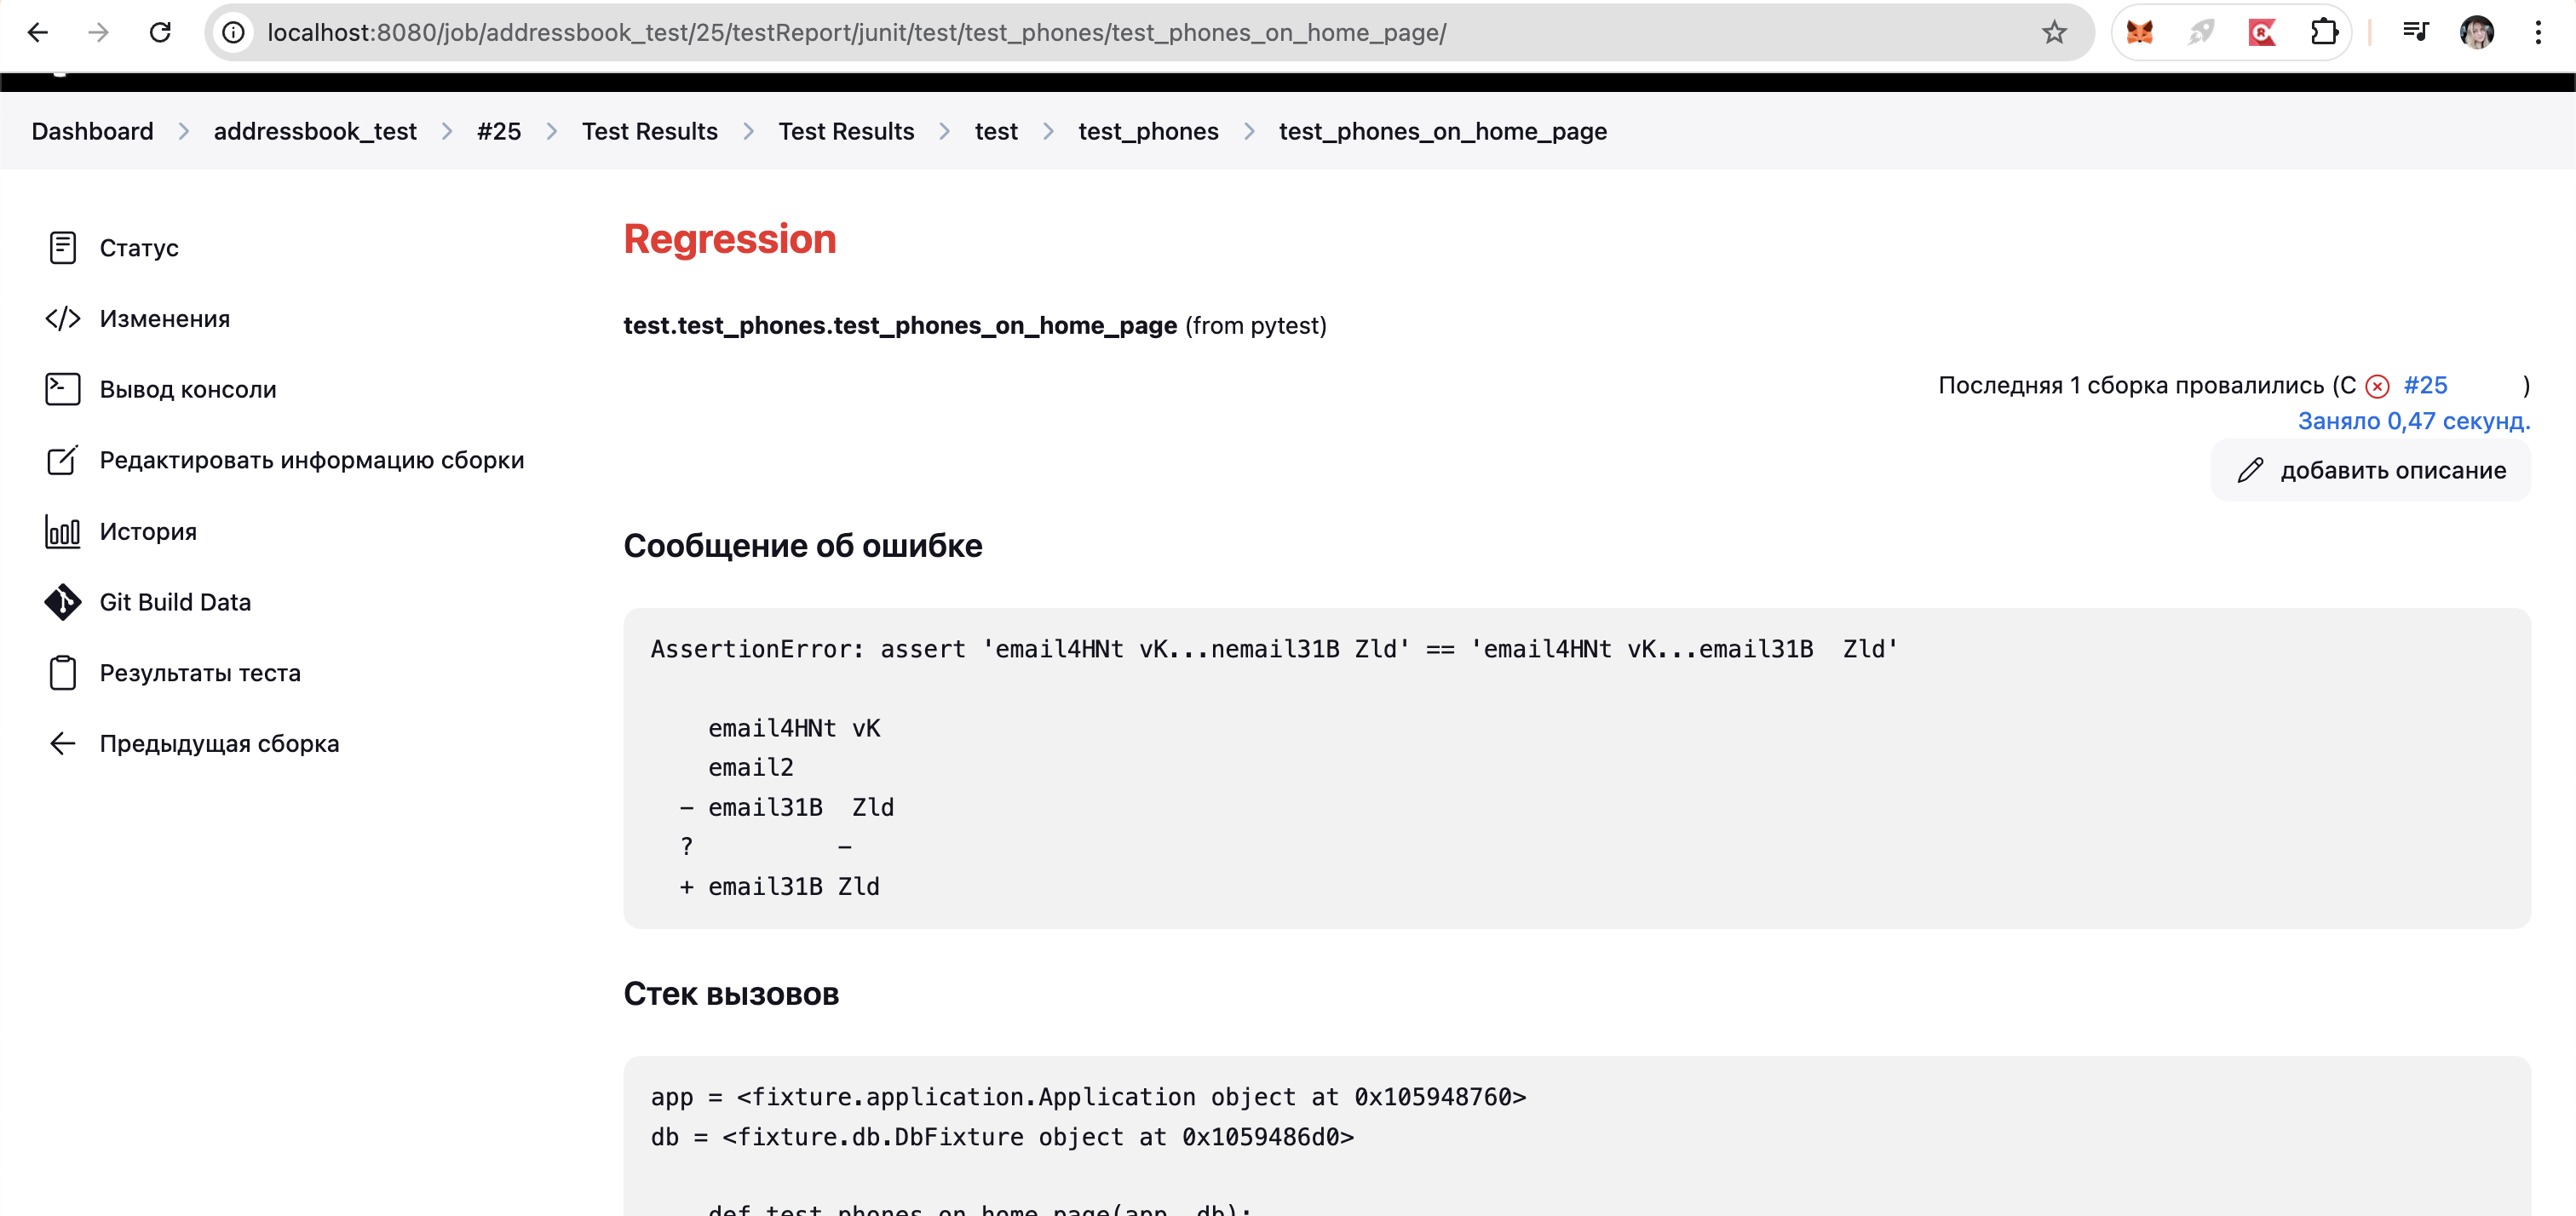 localhost:8080/job/addressbook_test/25/testReport/junit/test/test_phones/test_phones_on_home_page/
Dashboard > addressbook_test > #25 > Test Results > Test Results > test > test_phones > test_phones_on_home_page
Статус
Изменения
Вывод консоли
Редактировать информацию сборки
История
Git Build Data
Результаты теста
Предыдущая сборка
Regression
test.test_phones.test_phones_on_home_page (from pytest)
Последняя 1 сборка провалились (С #25 )
Заняло 0,47 секунд.
добавить описание
Сообщение об ошибке
AssertionError: assert 'email4HNt vK...nemail31B Zld' == 'email4HNt vK...email31B  Zld'
email4HNt vK
email2
- email31B  Zld
?          -
+ email31B Zld
Стек вызовов
app = <fixture.application.Application object at 0x105948760>
db = <fixture.db.DbFixture object at 0x1059486d0>
def test_phones_on_home_page(app, db):